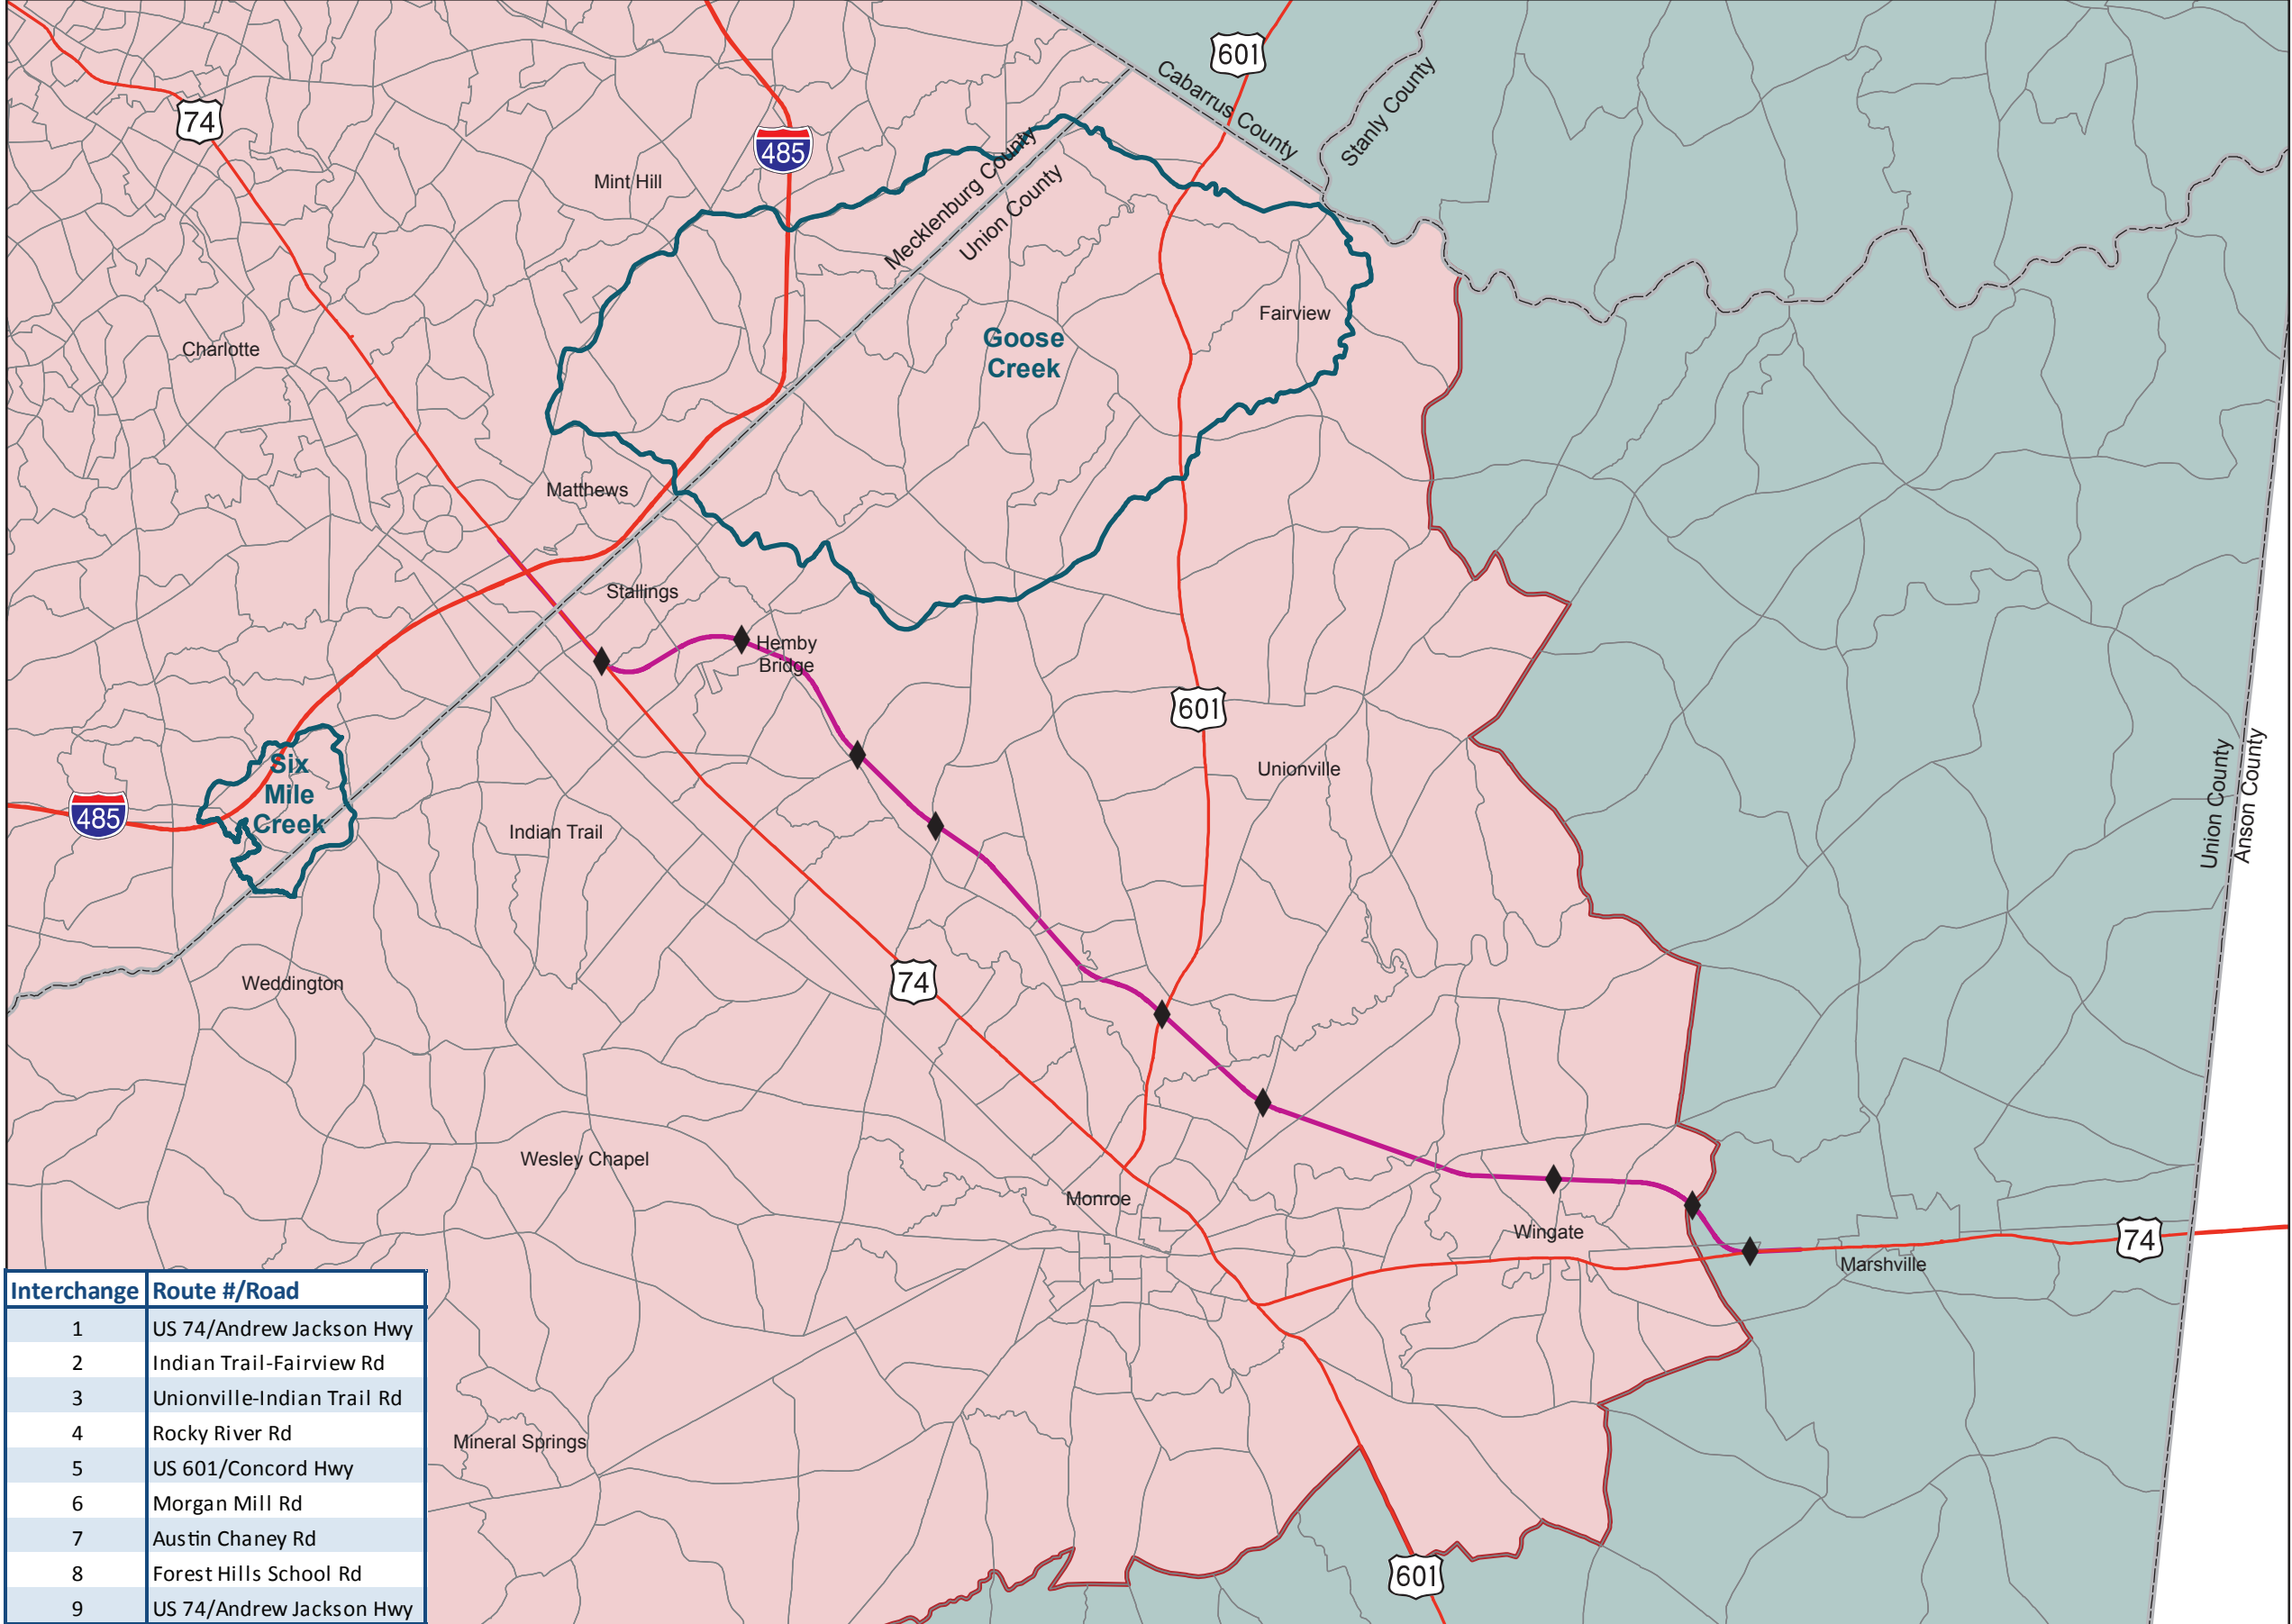 601
Cabarrus County
Stanly County
74
485
Mint Hill
Mecklenburg County
Union County
Charlotte
Goose
Creek
Fairview
Matthews
Stallings
Hemby
Bridge
601
Unionville
Six
Mile
Creek
485
Indian Trail
Union County
Anson County
Weddington
74
Wesley Chapel
Monroe
Wingate
74
Marshville
Mineral Springs
601
Interchange Route #/Road
1 US 74/Andrew Jackson Hwy
2 Indian Trail-Fairview Rd
3 Unionville-Indian Trail Rd
4 Rocky River Rd
5 US 601/Concord Hwy
6 Morgan Mill Rd
7 Austin Chaney Rd
8 Forest Hills School Rd
9 US 74/Andrew Jackson Hwy